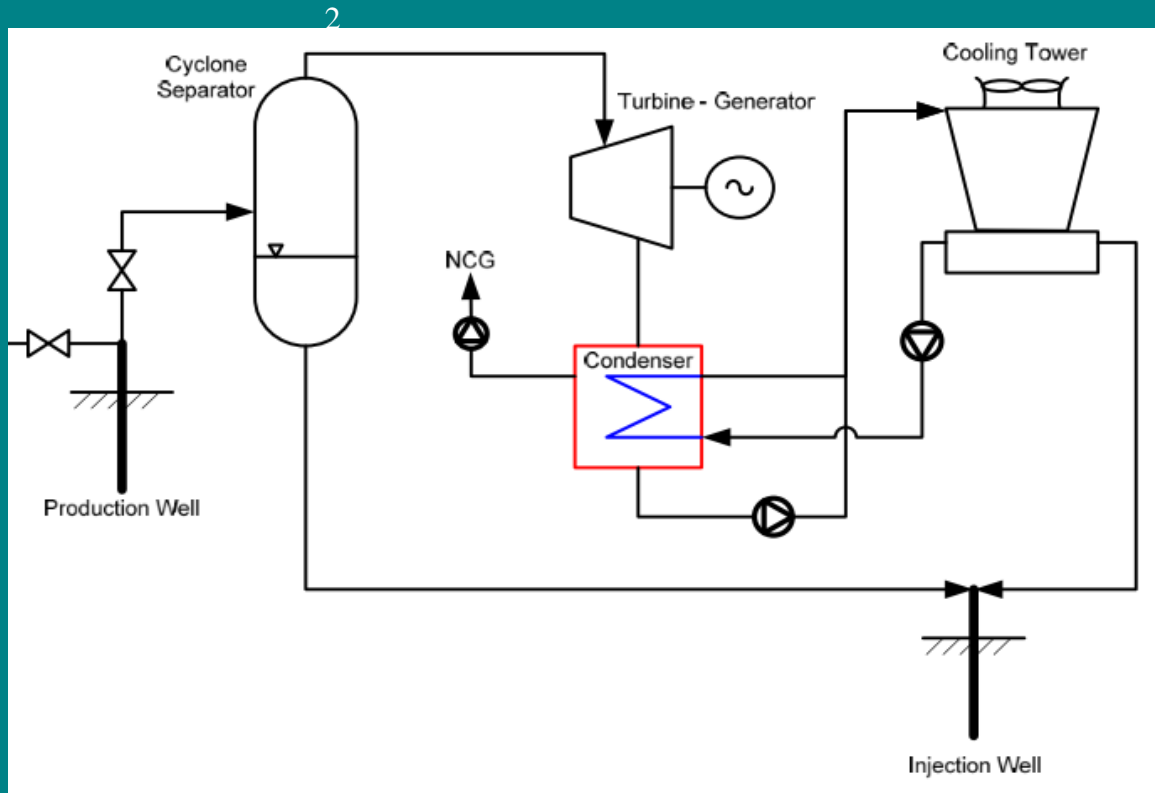 2
Cyclone
Separator
Cooling Tower
Turbine - Generator
NCG
Condenser
Production Well
Injection Well